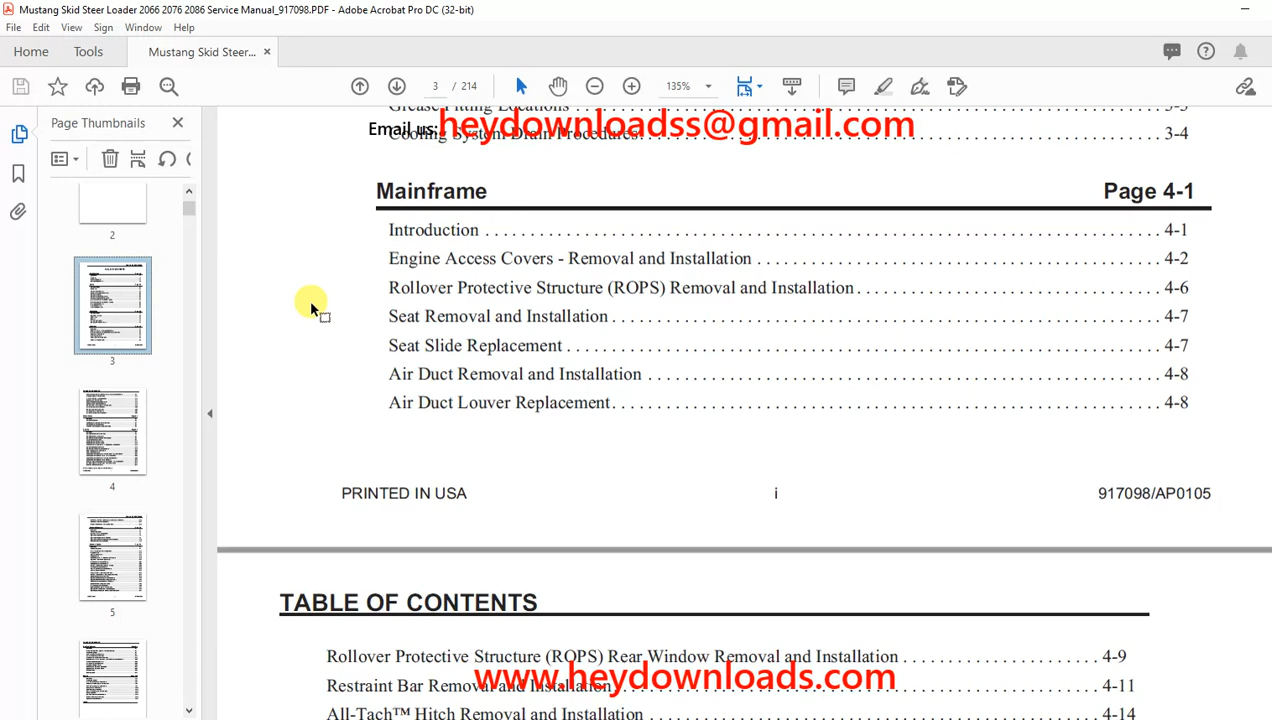 Mustang Skid Steer Loader 2066 2076 2086 Service Manual_917098.PDF - Adobe Acrobat Pro DC (32-bit)
File Edit View Sign Window Help
Home Tools Mustang Skid Steer... ×
3 / 214 135%
Page Thumbnails
2
3
4
5
Grease Fitting Locations . . . 3-3
Email us: heydownloadss@gmail.com
Cooling System Drain Procedures. . . 3-4
Mainframe Page 4-1
Introduction . . . 4-1
Engine Access Covers - Removal and Installation . . . 4-2
Rollover Protective Structure (ROPS) Removal and Installation . . . 4-6
Seat Removal and Installation . . . 4-7
Seat Slide Replacement . . . 4-7
Air Duct Removal and Installation . . . 4-8
Air Duct Louver Replacement. . . 4-8
PRINTED IN USA i 917098/AP0105
TABLE OF CONTENTS
Rollover Protective Structure (ROPS) Rear Window Removal and Installation . . . 4-9
www.heydownloads.com
Restraint Bar Removal and Installation . . . 4-11
All-Tach™ Hitch Removal and Installation . . . 4-14